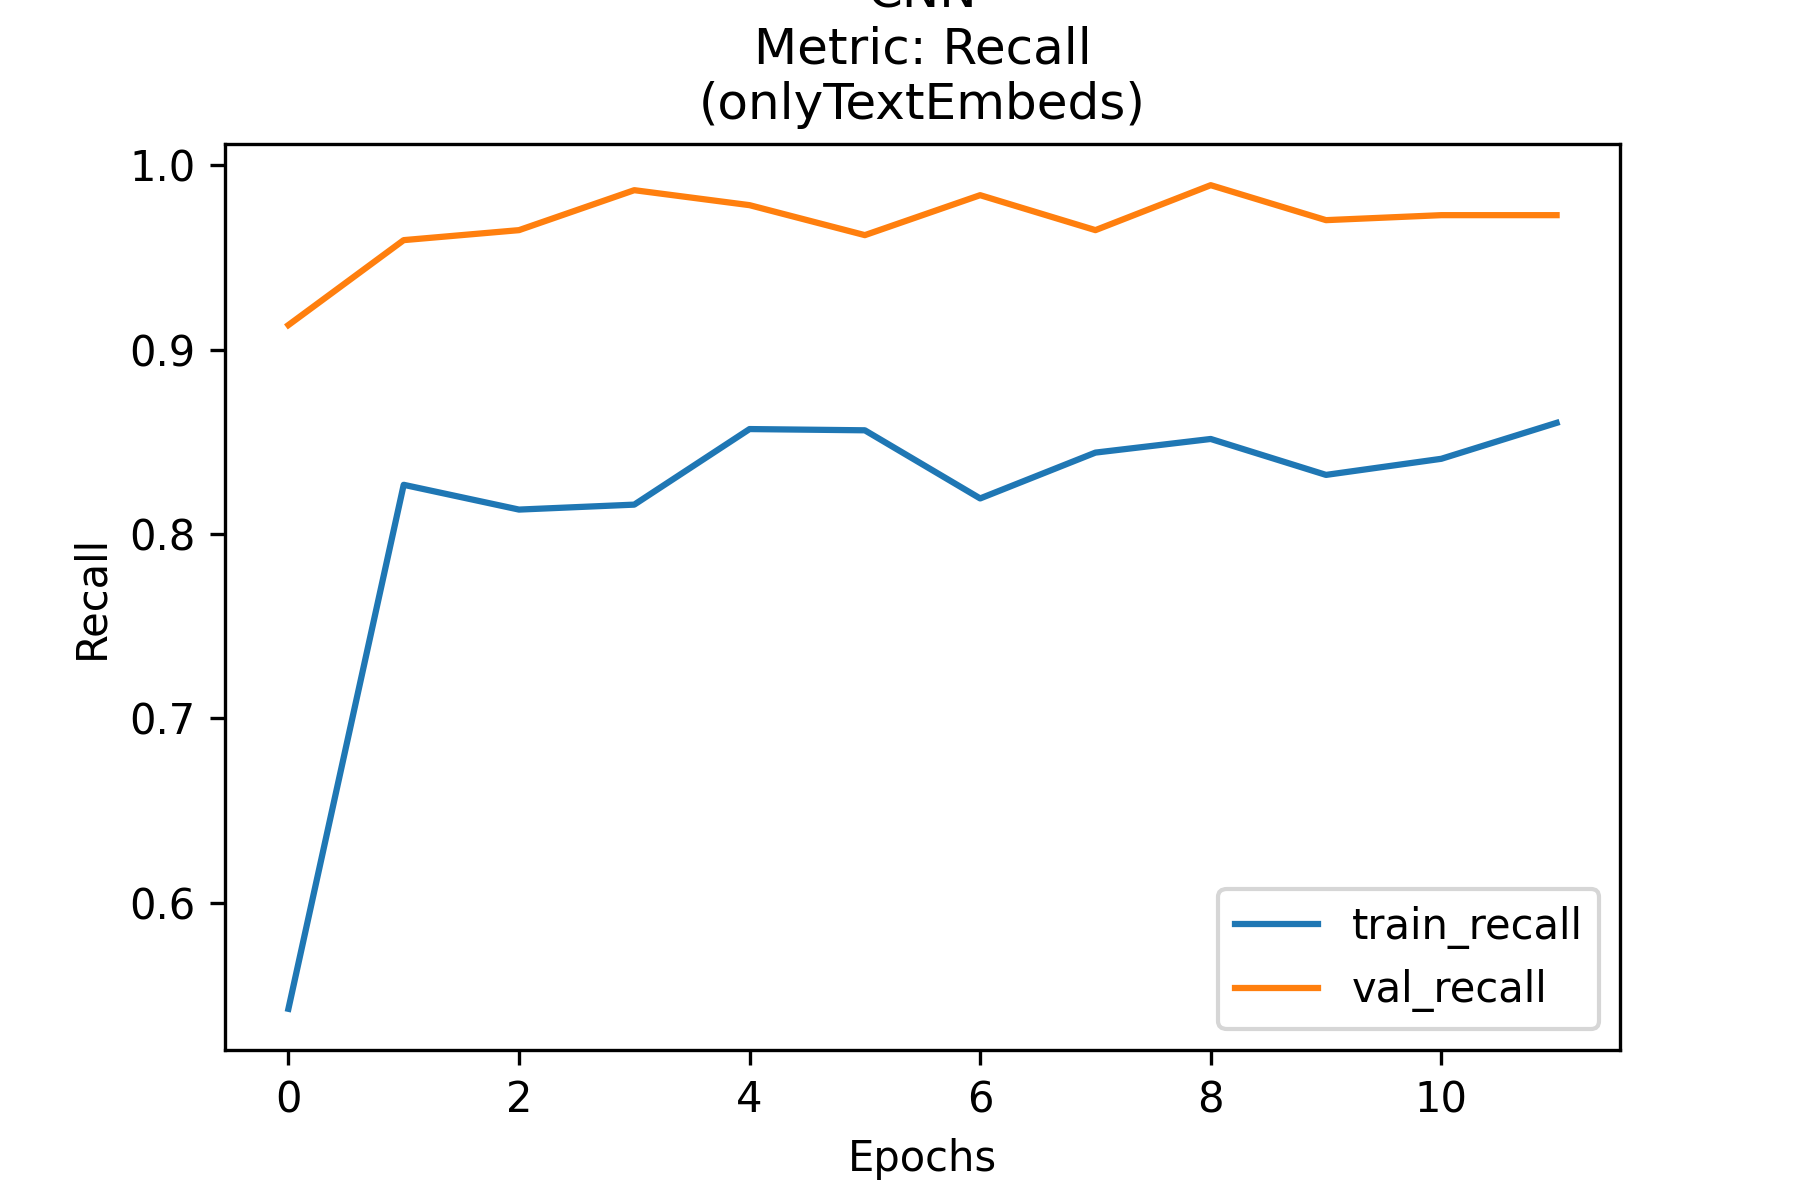 CNN
Metric: Recall
(onlyTextEmbeds)
1.0
0.9
0.8
0.7
0.6
Recall
train_recall
val_recall
0 2 4 6 8 10
Epochs